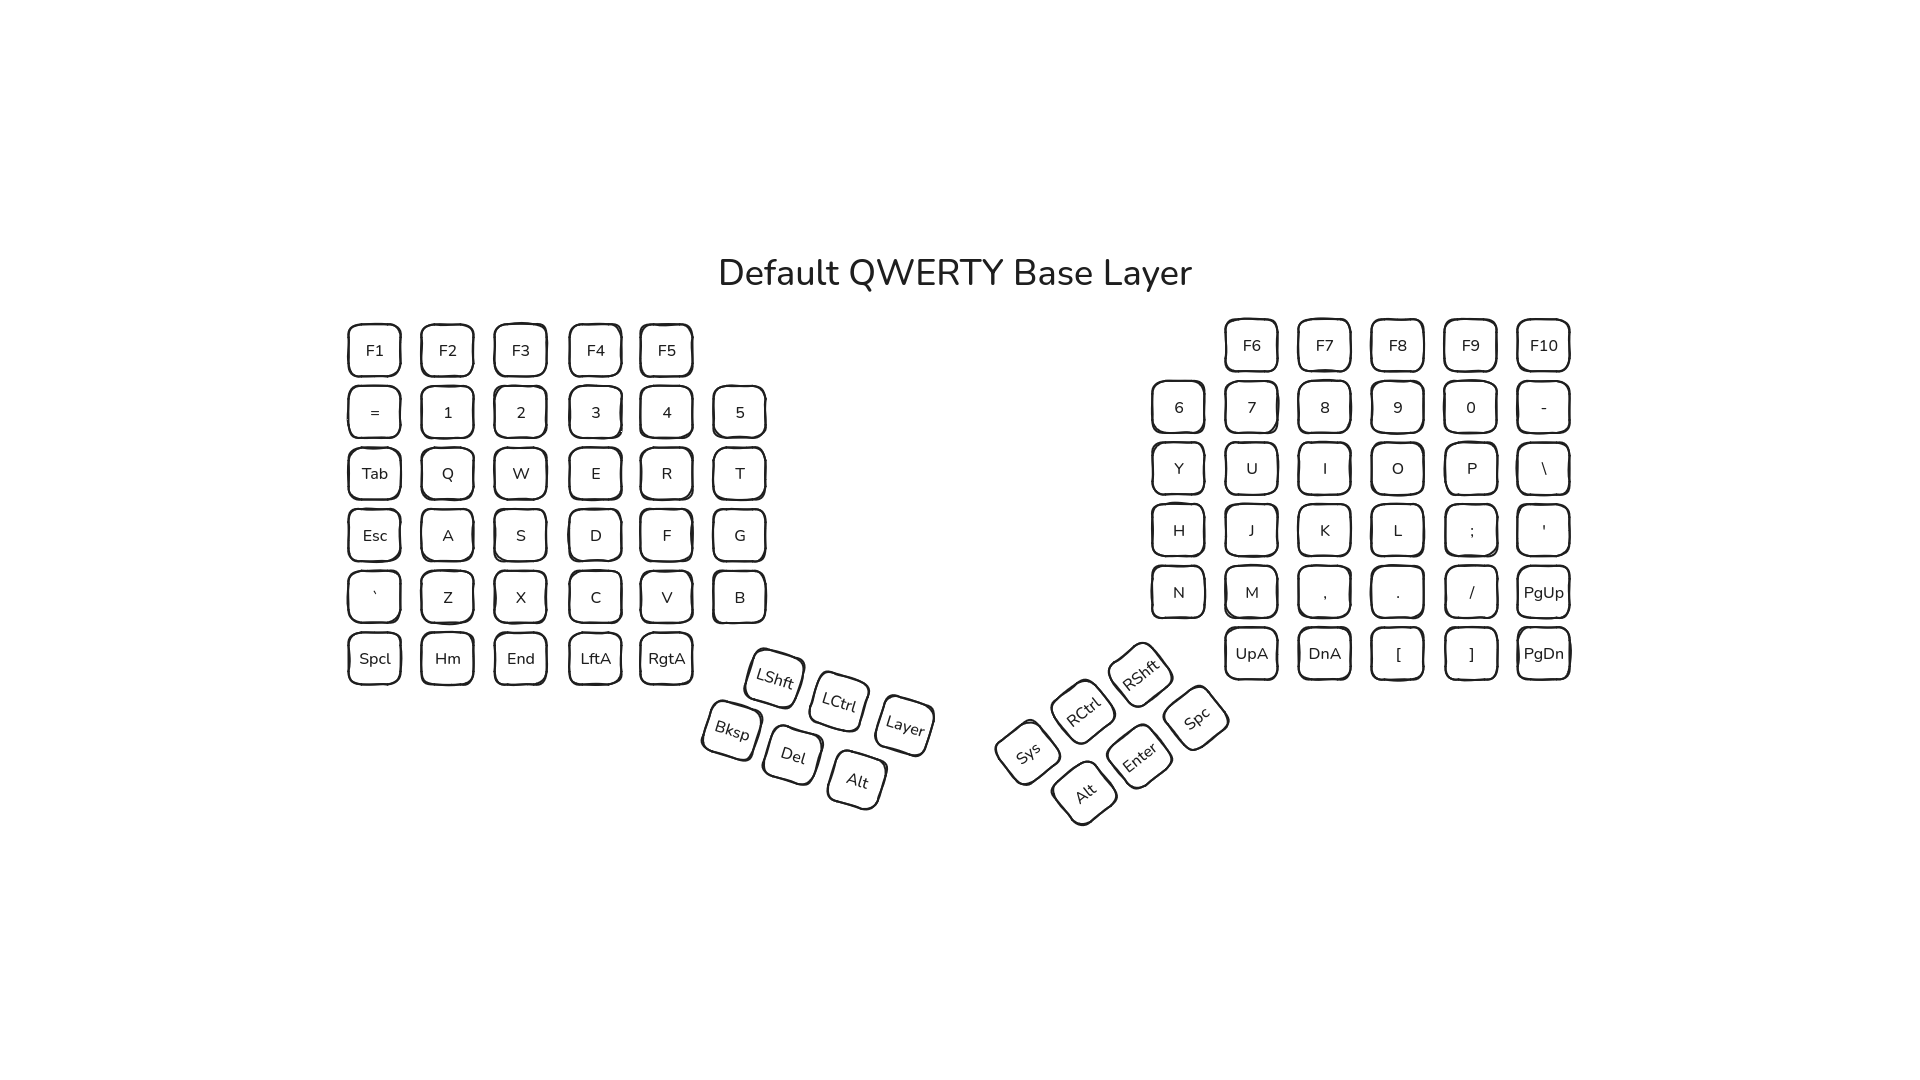 Default QWERTY Base Layer
F1 F2 F3 F4 F5 F6 F7 F8 F9 F10
= 1 2 3 4 5 6 7 8 9 0 -
Tab Q W E R T Y U I O P \
Esc A S D F G H J K L ; '
` Z X C V B N M , . / PgUp
Spcl Hm End LftA RgtA UpA DnA [ ] PgDn
LShft LCtrl Layer Sys RCtrl RShft
Bksp Del Alt Alt Enter Spc